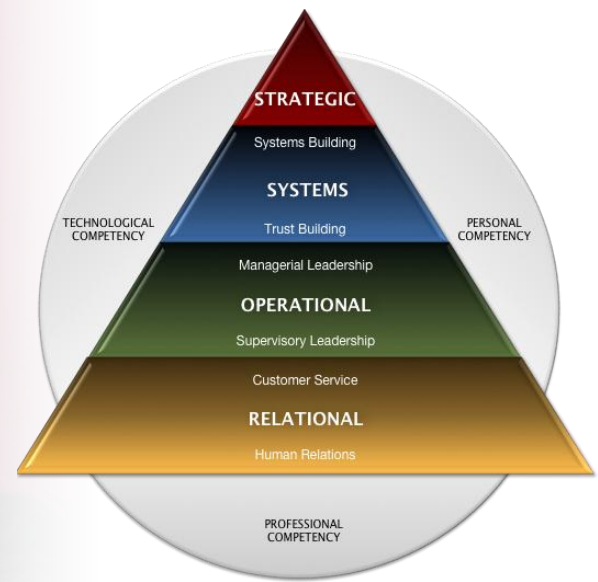 STRATEGIC
Systems Building
SYSTEMS
TECHNOLOGICAL
COMPETENCY
Trust Building
PERSONAL
COMPETENCY
Managerial Leadership
OPERATIONAL
Supervisory Leadership
Customer Service
RELATIONAL
Human Relations
PROFESSIONAL
COMPETENCY